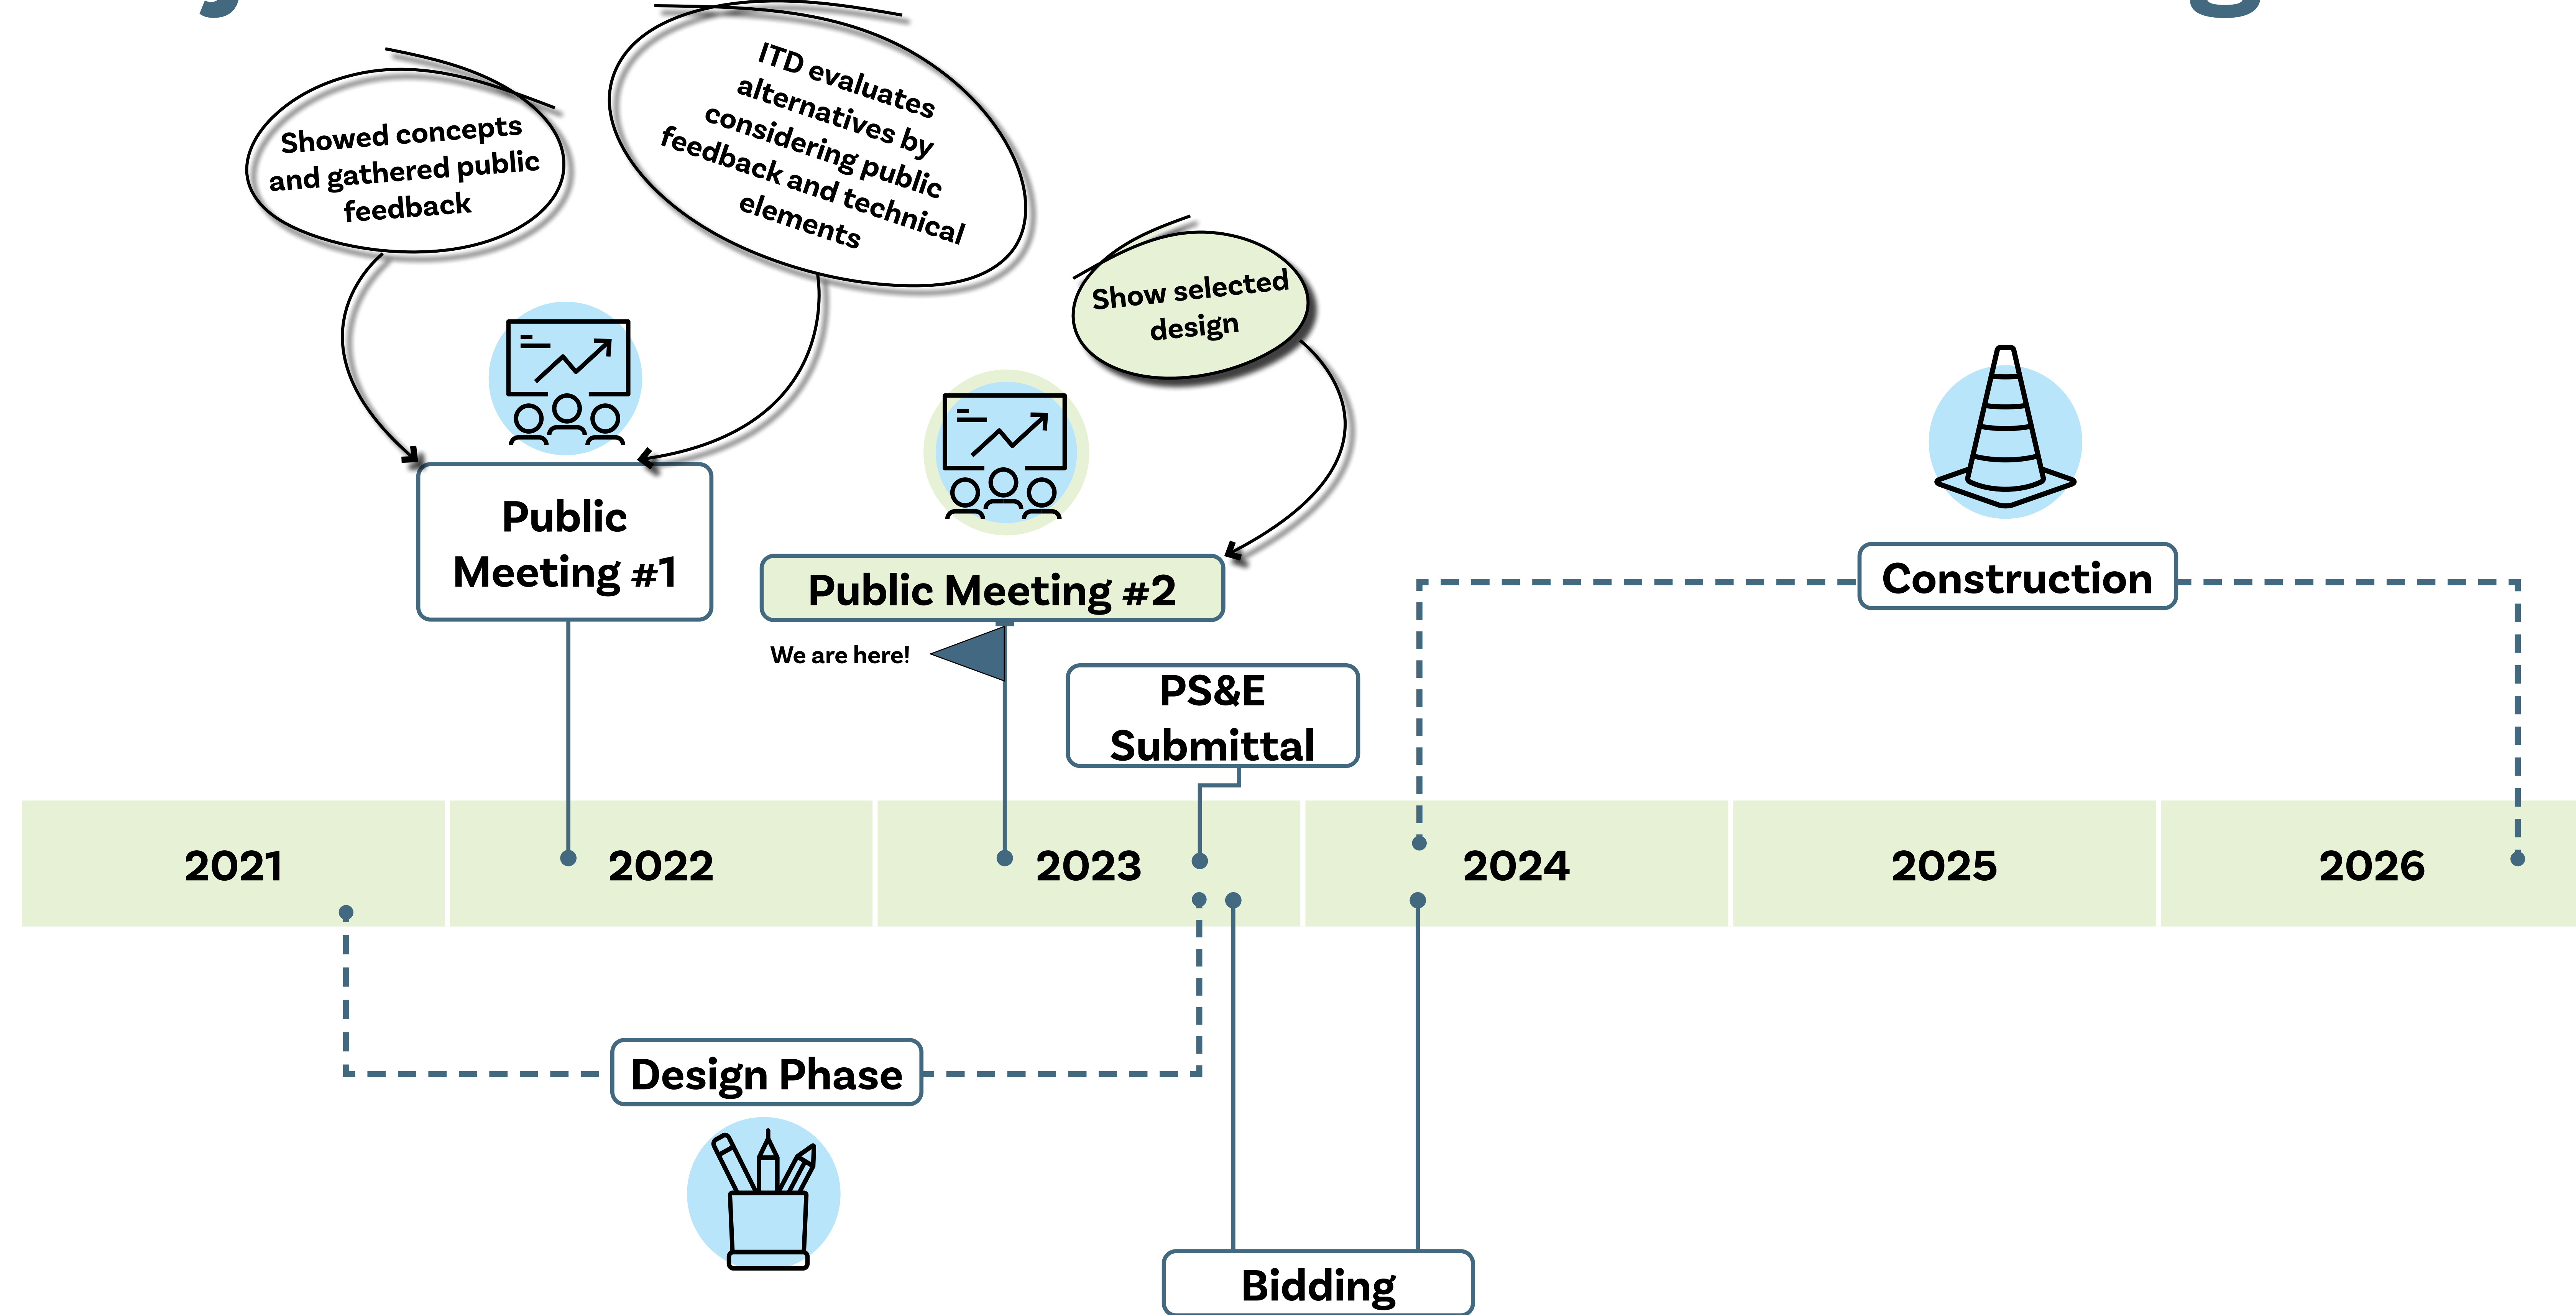 Showed concepts
and gathered public
feedback
ITD evaluates
alternatives by
considering public
feedback and technical
elements
Show selected
design
Public
Meeting #1
Public Meeting #2
We are here!
Construction
PS&E
Submittal
2021
2022
2023
2024
2025
2026
Design Phase
Bidding